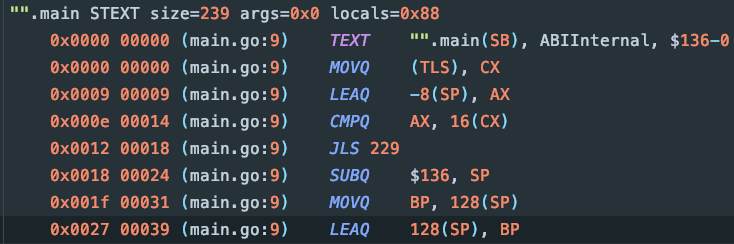 "".main STEXT size=239 args=0x0 locals=0x88
0x0000 00000 (main.go:9) TEXT "".main(SB), ABIInternal, $136-0
0x0000 00000 (main.go:9) MOVQ (TLS), CX
0x0009 00009 (main.go:9) LEAQ -8(SP), AX
0x000e 00014 (main.go:9) CMPQ AX, 16(CX)
0x0012 00018 (main.go:9) JLS 229
0x0018 00024 (main.go:9) SUBQ $136, SP
0x001f 00031 (main.go:9) MOVQ BP, 128(SP)
0x0027 00039 (main.go:9) LEAQ 128(SP), BP